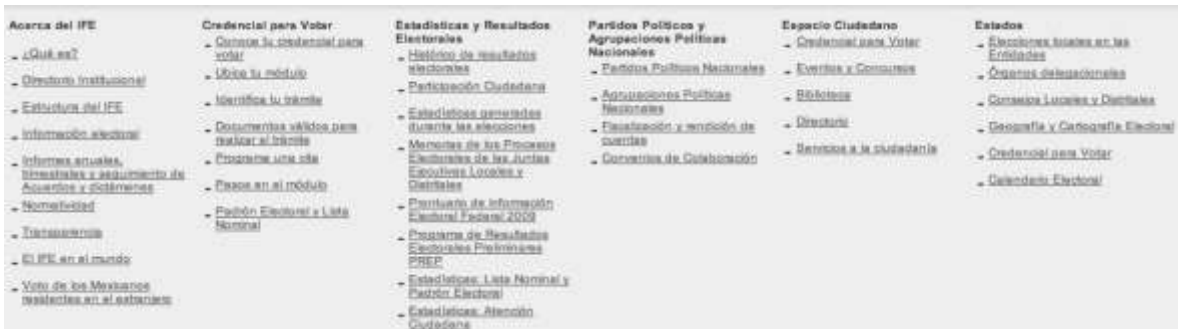 Acerca del IFE
¿Qué es?
Directorio Institucional
Estructura del IFE
Información electoral
Informes anuales,
trimestrales y seguimiento de
Acuerdos y dictámenes
Normatividad
Transparencia
El IFE en el mundo
Voto de los Mexicanos
residentes en el extranjero
Credencial para Votar
Conoce tu credencial para
votar
Ubica tu módulo
Identifica tu trámite
Documentos válidos para
realizar el trámite
Programa una cita
Pasos en el módulo
Padrón Electoral y Lista
Nominal
Estadísticas y Resultados
Electorales
Histórico de resultados
electorales
Participación Ciudadana
Estadísticas generadas
durante las elecciones
Memorias de los Procesos
Electorales de las Juntas
Ejecutivas Locales y
Distritales
Prontuario de Información
Electoral Federal 2009
Programa de Resultados
Electorales Preliminares
PREP
Estadísticas: Lista Nominal y
Padrón Electoral
Estadísticas: Atención
Ciudadana
Partidos Políticos y
Agrupaciones Políticas
Nacionales
Partidos Políticos Nacionales
Agrupaciones Políticas
Nacionales
Fiscalización y rendición de
cuentas
Convenios de Colaboración
Espacio Ciudadano
Credencial para Votar
Eventos y Concursos
Biblioteca
Directorio
Servicios a la ciudadanía
Estados
Elecciones locales en las
Entidades
Órganos delegacionales
Consejos Locales y Distritales
Geografía y Cartografía Electoral
Credencial para Votar
Calendario Electoral